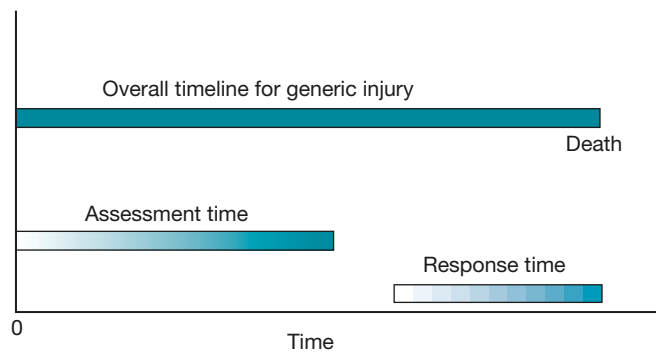 Overall timeline for generic injury
Death
Assessment time
Response time
0
Time